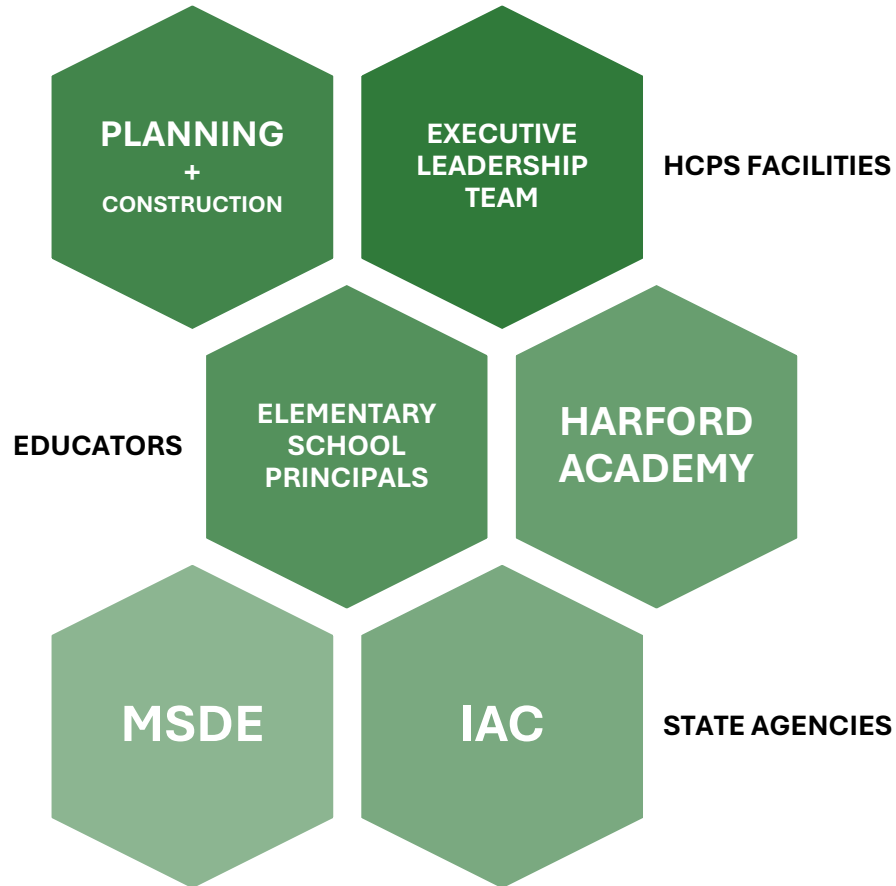 PLANNING
+
CONSTRUCTION
EXECUTIVE
LEADERSHIP
TEAM
HCPS FACILITIES
EDUCATORS
ELEMENTARY
SCHOOL
PRINCIPALS
HARFORD
ACADEMY
MSDE
IAC
STATE AGENCIES